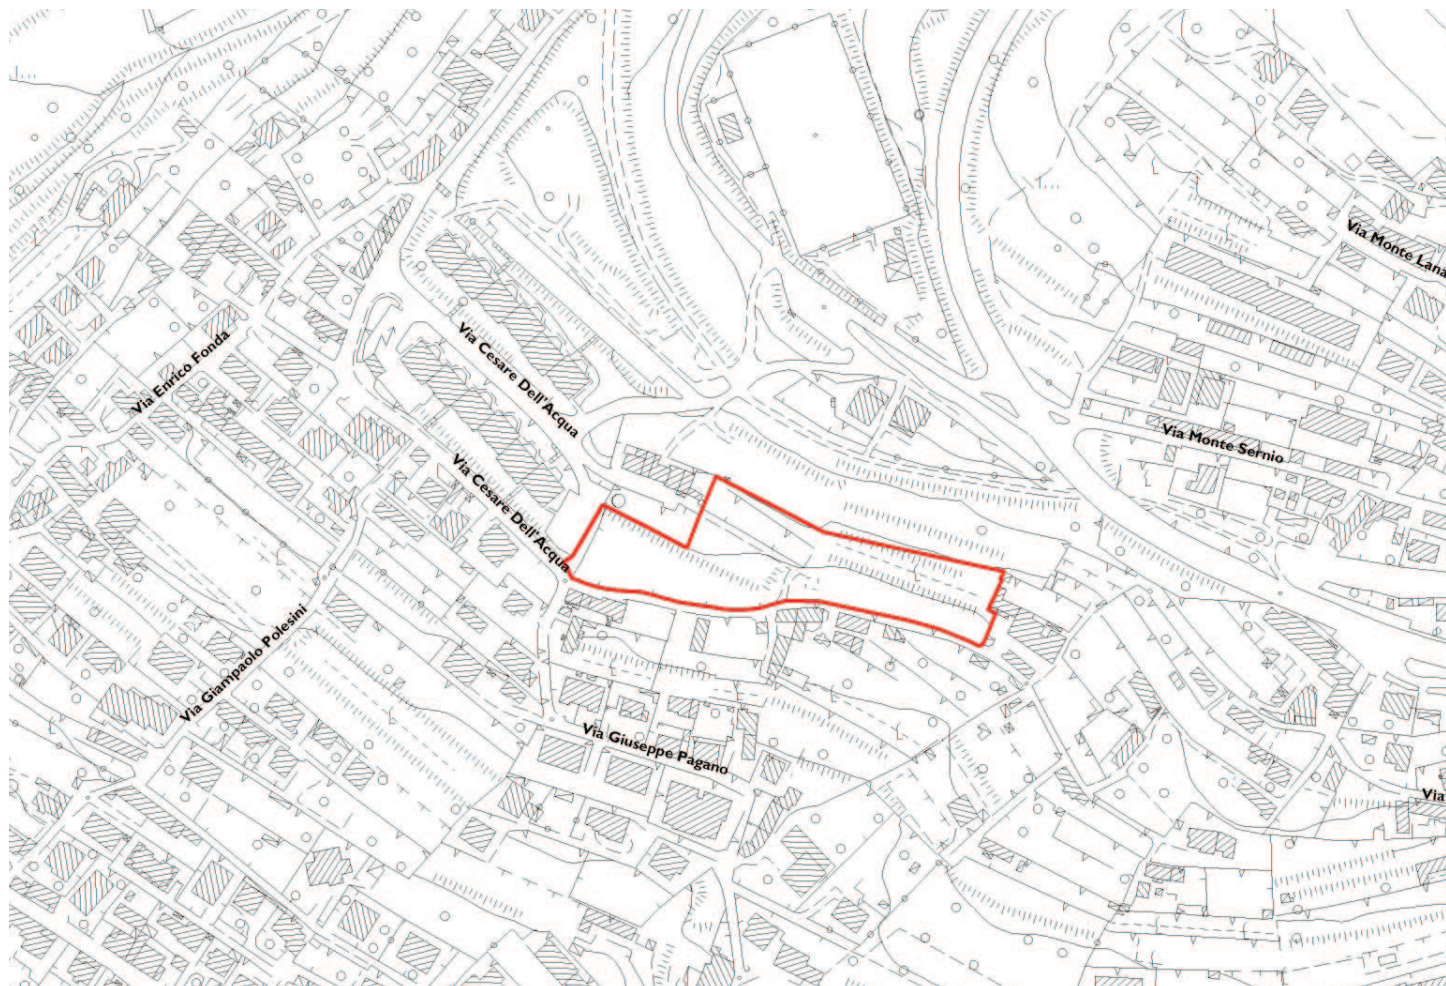 Via Monte Lana
Via Enrico Fonda
Via Cesare Dell'Acqua
Via Monte Sernio
Via Cesare Dell'Acqua
Via Giampaolo Polesini
Via Giuseppe Pagano
Via